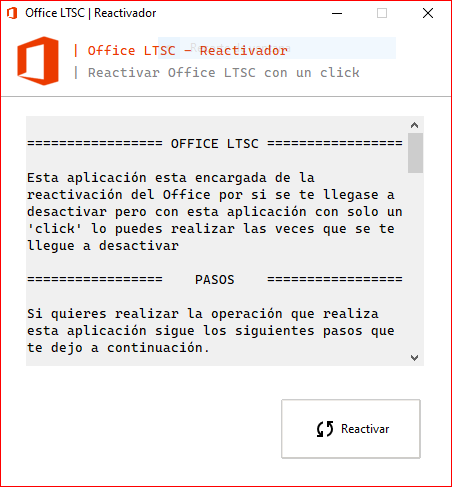 Office LTSC | Reactivador
| Office LTSC - Reactivador
| Reactivar Office LTSC con un click
================= OFFICE LTSC =================
Esta aplicación esta encargada de la
reactivación del Office por si se te llegase a
desactivar pero con esta aplicación con solo un
'click' lo puedes realizar las veces que se te
llegue a desactivar
=================    PASOS    =================
Si quieres realizar la operación que realiza
esta aplicación sigue los siguientes pasos que
te dejo a continuación.
Reactivar